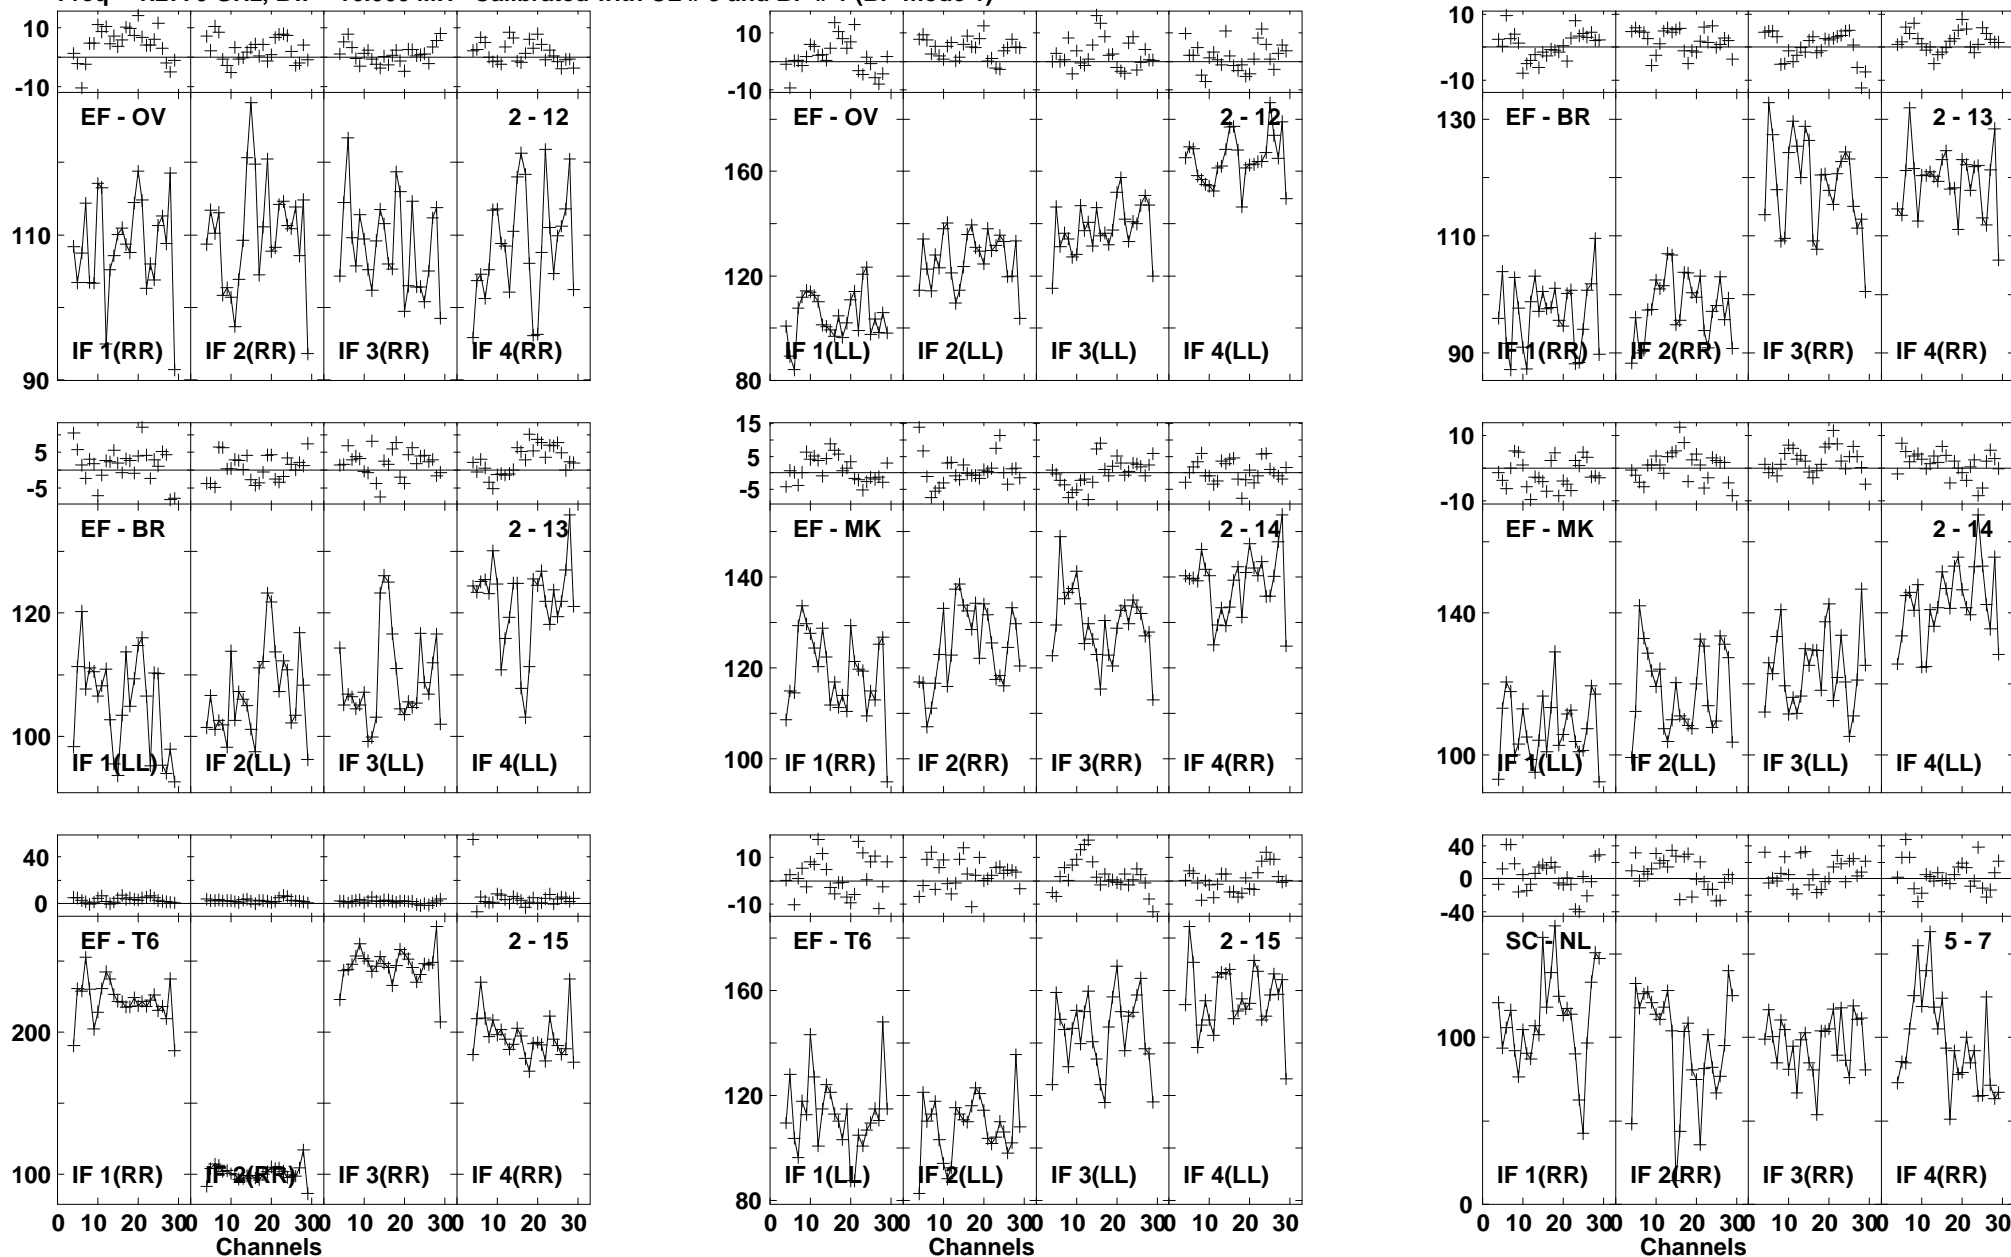 10 10 10
-10 -10 -10
EF - OV 2 - 12 EF - OV 2 - 12 EF - BR 2 - 13
110
90
IF 1(RR) IF 2(RR) IF 3(RR) IF 4(RR)
160
120
80
IF 1(LL) IF 2(LL) IF 3(LL) IF 4(LL)
130
110
90
IF 1(RR) IF 2(RR) IF 3(RR) IF 4(RR)
5 15 10
-5 5 0
-5 -10
EF - BR 2 - 13 EF - MK 2 - 14 EF - MK 2 - 14
120
100
IF 1(LL) IF 2(LL) IF 3(LL) IF 4(LL)
140
120
100
IF 1(RR) IF 2(RR) IF 3(RR) IF 4(RR)
140
100
IF 1(LL) IF 2(LL) IF 3(LL) IF 4(LL)
40 10 40
0 0 0
-10 -40
EF - T6 2 - 15 EF - T6 2 - 15 SC - NL 5 - 7
200
100
IF 1(RR) IF 2(RR) IF 3(RR) IF 4(RR)
160
120
80
IF 1(LL) IF 2(LL) IF 3(LL) IF 4(LL)
100
0
IF 1(RR) IF 2(RR) IF 3(RR) IF 4(RR)
0 10 20 30 0 10 20 30 0 10 20 30 0 10 20 30
0 10 20 30 0 10 20 30 0 10 20 30 0 10 20 30
0 10 20 30 0 10 20 30 0 10 20 30 0 10 20 30
Channels Channels Channels